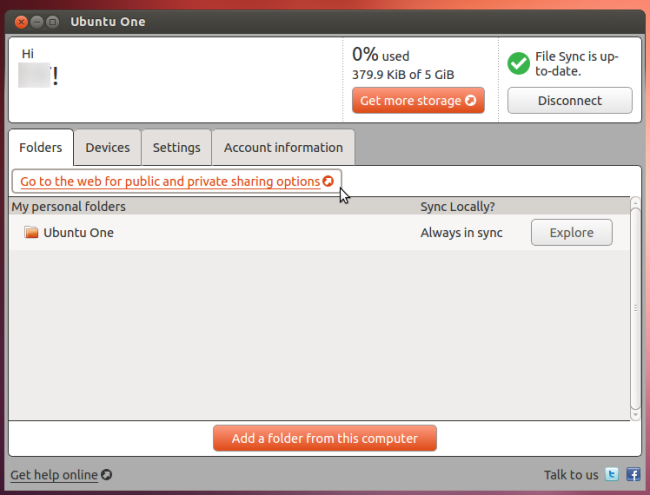 Ubuntu One
Hi
!
0% used
379.9 KiB of 5 GiB
Get more storage
File Sync is up-
to-date.
Disconnect
Folders
Devices
Settings
Account information
Go to the web for public and private sharing options
My personal folders
Sync Locally?
Ubuntu One
Always in sync
Explore
Add a folder from this computer
Get help online
Talk to us